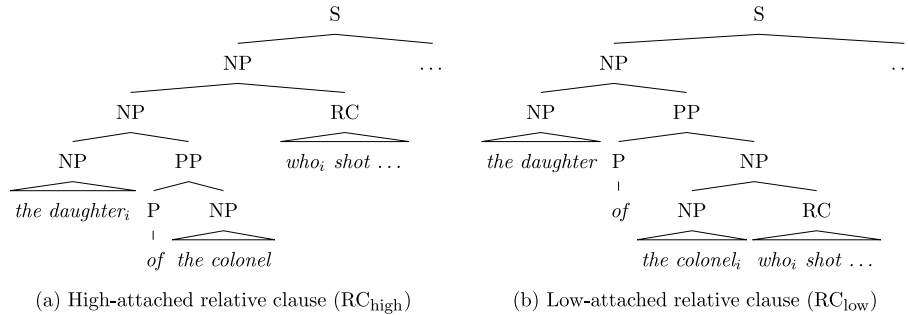 S S
NP . . . NP . .
NP RC NP PP
NP PP who_i shot . . . the daughter P NP
the daughter_i P NP of NP RC
of the colonel the colonel_i who_i shot . . .
(a) High-attached relative clause (RC_high) (b) Low-attached relative clause (RC_low)